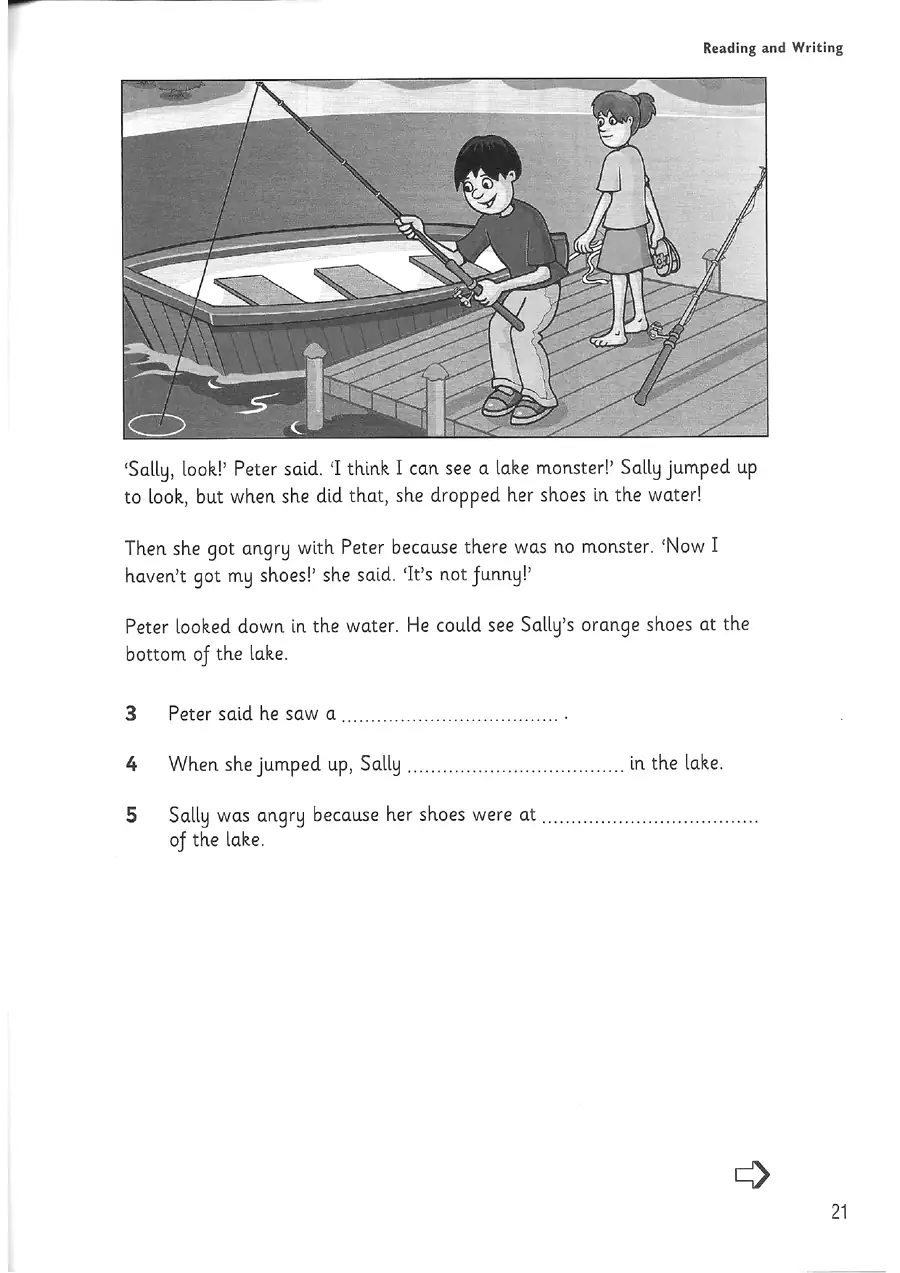 Reading and Writing
‘Sally, look!’ Peter said. ‘I think I can see a lake monster!’ Sally jumped up
to look, but when she did that, she dropped her shoes in the water!
Then she got angry with Peter because there was no monster. ‘Now I
haven’t got my shoes!’ she said. ‘It’s not funny!’
Peter looked down in the water. He could see Sally’s orange shoes at the
bottom of the lake.
3 Peter said he saw a ..................................... .
4 When she jumped up, Sally ..................................... in the lake.
5 Sally was angry because her shoes were at .....................................
of the lake.
21